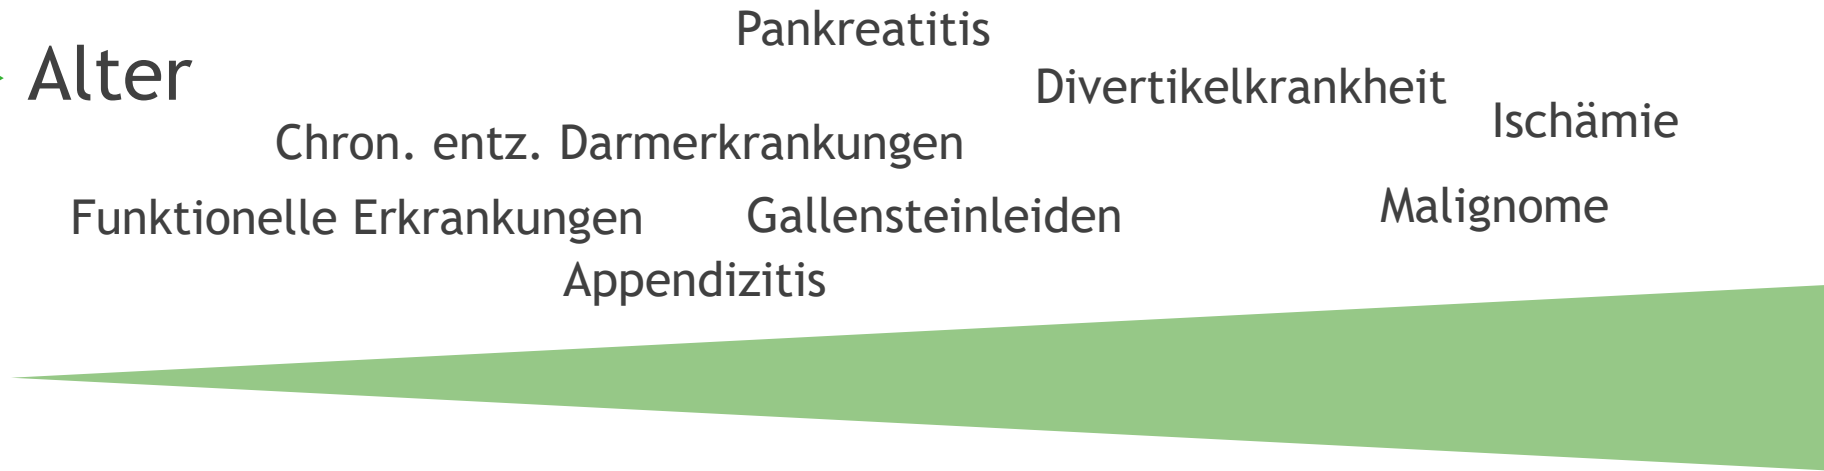 Pankreatitis
Alter
Divertikelkrankheit
Ischämie
Chron. entz. Darmerkrankungen
Malignome
Funktionelle Erkrankungen
Gallensteinleiden
Appendizitis